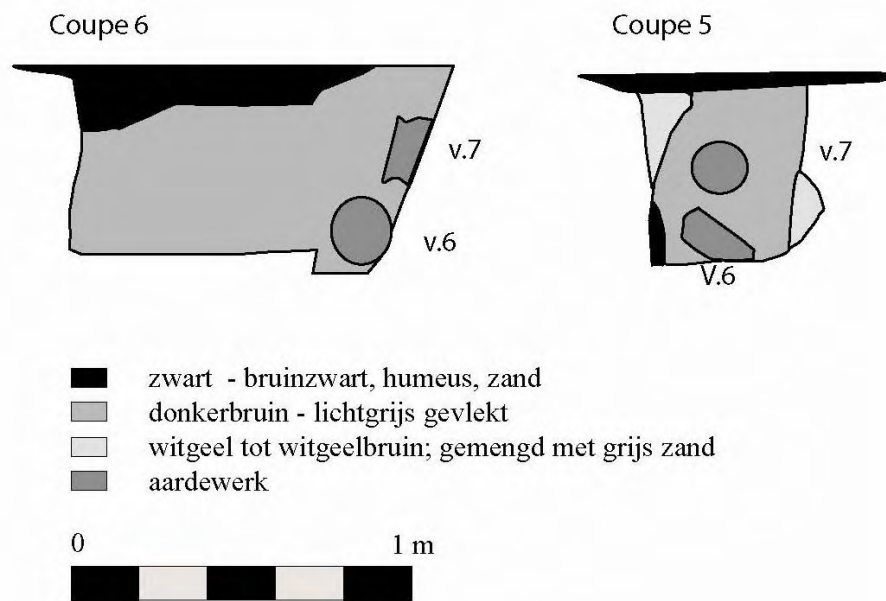 Coupe 6
Coupe 5
v.7
v.6
v.7
V.6
zwart - bruinzwart, humeus, zand
donkerbruin - lichtgrijs gevlekt
witgeel tot witgeelbruin; gemengd met grijs zand
aardewerk
0 1 m